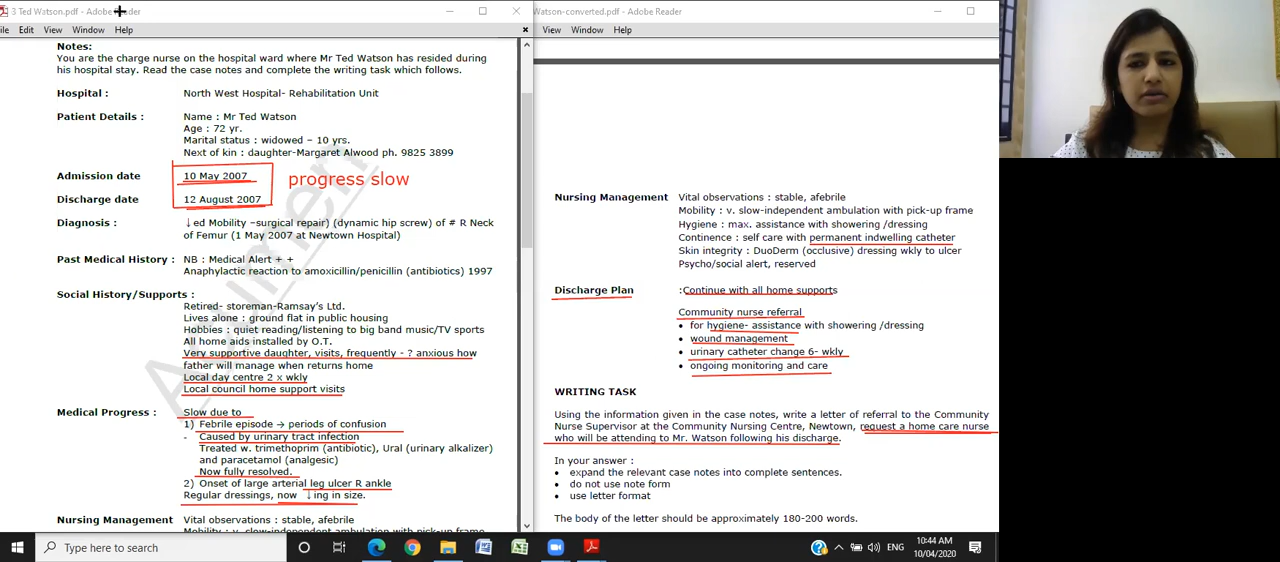 3 Ted Watson.pdf - Adobe Reader
File Edit View Window Help
Notes:
You are the charge nurse on the hospital ward where Mr Ted Watson has resided during
his hospital stay. Read the case notes and complete the writing task which follows.
Hospital : North West Hospital- Rehabilitation Unit
Patient Details : Name : Mr Ted Watson
Age : 72 yr.
Marital status : widowed – 10 yrs.
Next of kin : daughter-Margaret Alwood ph. 9825 3899
Admission date 10 May 2007
progress slow
Discharge date 12 August 2007
Diagnosis : ↓ed Mobility –surgical repair) (dynamic hip screw) of # R Neck
of Femur (1 May 2007 at Newtown Hospital)
Past Medical History : NB : Medical Alert + +
Anaphylactic reaction to amoxicillin/penicillin (antibiotics) 1997
Social History/Supports :
Retired- storeman-Ramsay's Ltd.
Lives alone : ground flat in public housing
Hobbies : quiet reading/listening to big band music/TV sports
All home aids installed by O.T.
Very supportive daughter, visits, frequently - ? anxious how
father will manage when returns home
Local day centre 2 x wkly
Local council home support visits
Medical Progress : Slow due to
1) Febrile episode → periods of confusion
- Caused by urinary tract infection
Treated w. trimethoprim (antibiotic), Ural (urinary alkalizer)
and paracetamol (analgesic)
Now fully resolved.
2) Onset of large arterial leg ulcer R ankle
Regular dressings, now ↓ing in size.
Nursing Management Vital observations : stable, afebrile
Mobility : v. slow-independent ambulation with pick-up frame
Acumen
Watson-converted.pdf - Adobe Reader
View Window Help
Nursing Management Vital observations : stable, afebrile
Mobility : v. slow-independent ambulation with pick-up frame
Hygiene : max. assistance with showering /dressing
Continence : self care with permanent indwelling catheter
Skin integrity : DuoDerm (occlusive) dressing wkly to ulcer
Psycho/social alert, reserved
Discharge Plan :Continue with all home supports
Community nurse referral
• for hygiene- assistance with showering /dressing
• wound management
• urinary catheter change 6- wkly
• ongoing monitoring and care
WRITING TASK
Using the information given in the case notes, write a letter of referral to the Community
Nurse Supervisor at the Community Nursing Centre, Newtown, request a home care nurse
who will be attending to Mr. Watson following his discharge.
In your answer :
• expand the relevant case notes into complete sentences.
• do not use note form
• use letter format
The body of the letter should be approximately 180-200 words.
Type here to search
ENG
10:44 AM
10/04/2020